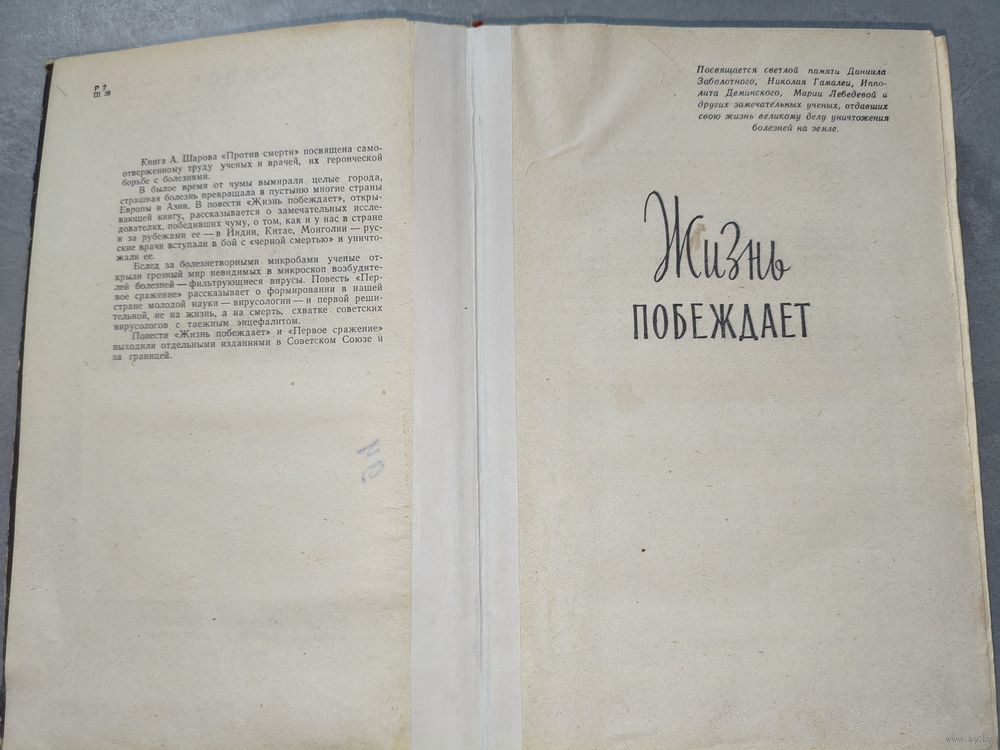 Р 7
Ш 26
Книга А. Шарова «Против смерти» посвящена само-
отверженному труду ученых и врачей, их героической
борьбе с болезнями.
В былое время от чумы вымирали целые города,
страшная болезнь превращала в пустыню многие страны
Европы и Азии. В повести «Жизнь побеждает», откры-
вающей книгу, рассказывается о замечательных иссле-
дователях, победивших чуму, о том, как и у нас в стране
и за рубежами ее — в Индии, Китае, Монголии — рус-
ские врачи вступали в бой с «черной смертью» и уничто-
жали ее.
Вслед за болезнетворными микробами ученые от-
крыли грозный мир невидимых в микроскоп возбудите-
лей болезней — фильтрующиеся вирусы. Повесть «Пер-
вое сражение» рассказывает о формировании в нашей
стране молодой науки — вирусологии — и первой реши-
тельной, не на жизнь, а на смерть, схватке советских
вирусологов с таежным энцефалитом.
Повести «Жизнь побеждает» и «Первое сражение»
выходили отдельными изданиями в Советском Союзе и
за границей.
Посвящается светлой памяти Даниила
Заболотного, Николая Гамалеи, Иппо-
лита Деминского, Марии Лебедевой и
других замечательных ученых, отдавших
свою жизнь великому делу уничтожения
болезней на земле.
Жизнь
ПОБЕЖДАЕТ
www.ay.by